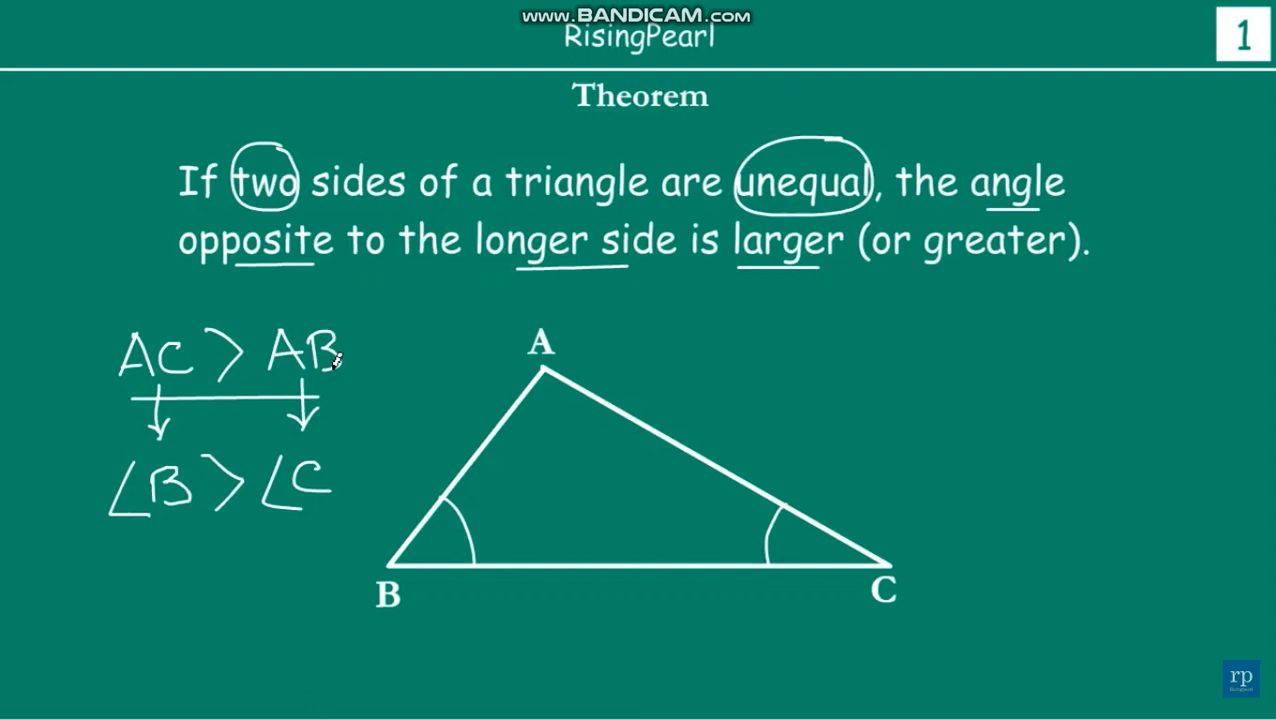 www.BANDICAM.com
RisingPearl
1
Theorem
If two sides of a triangle are unequal, the angle
opposite to the longer side is larger (or greater).
AC > AB
∠B > ∠C
A
B
C
rp
Risingpearl